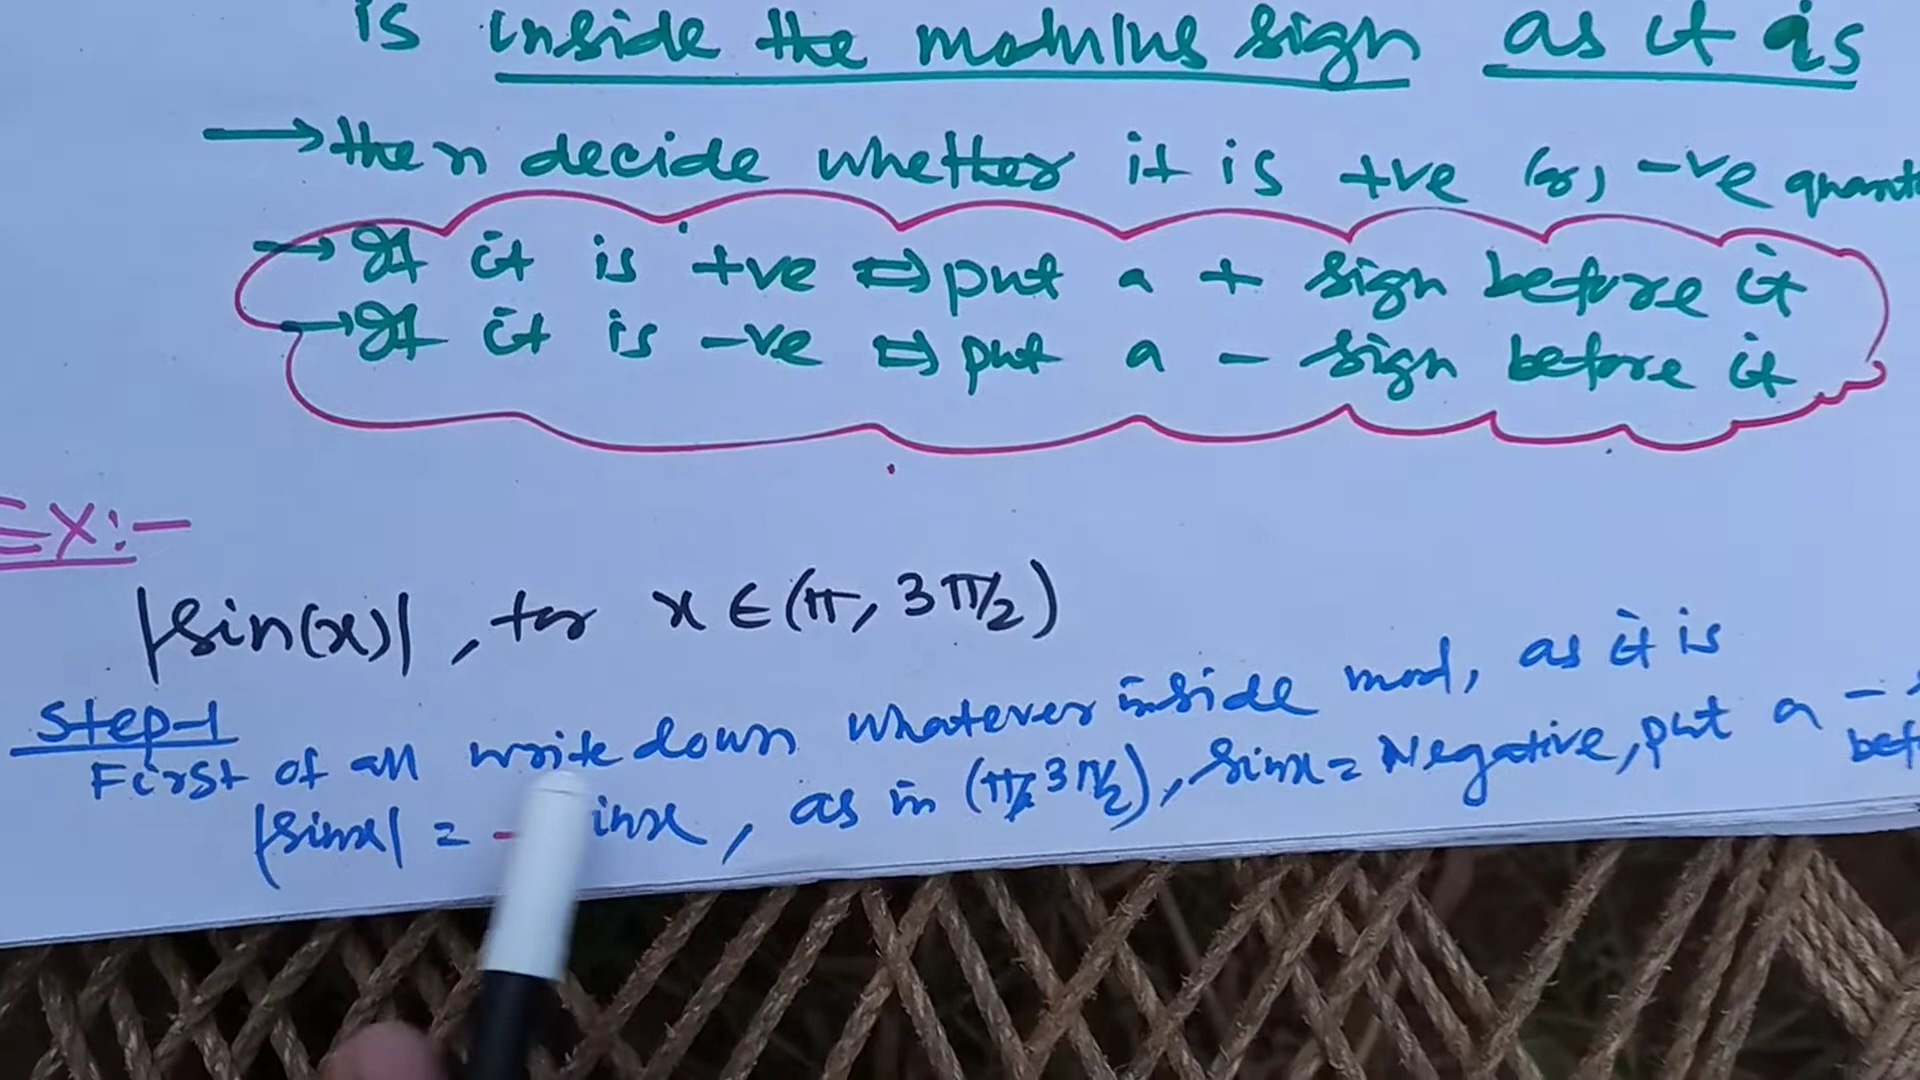 is inside the modulus sign as it is
→ then decide whether it is +ve (or) -ve
→ If it is +ve ⇒ put a + sign before it
→ If it is -ve ⇒ put a - sign before it
EX:-
|sin(x)|, for x ∈ (π, 3π/2)
Step-1
First of all write down whatever inside mod, as it is
|sinx| = - inx, as in (π, 3π/2), sinx = Negative, put a -